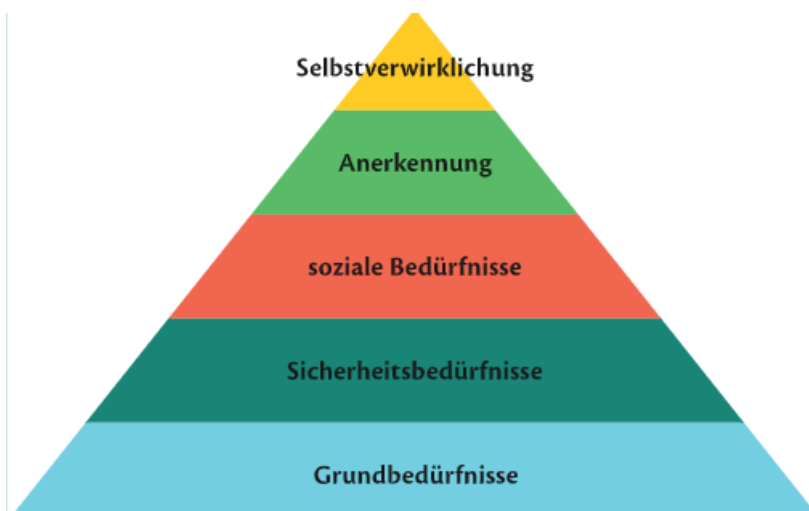 Selbstverwirklichung
Anerkennung
soziale Bedürfnisse
Sicherheitsbedürfnisse
Grundbedürfnisse